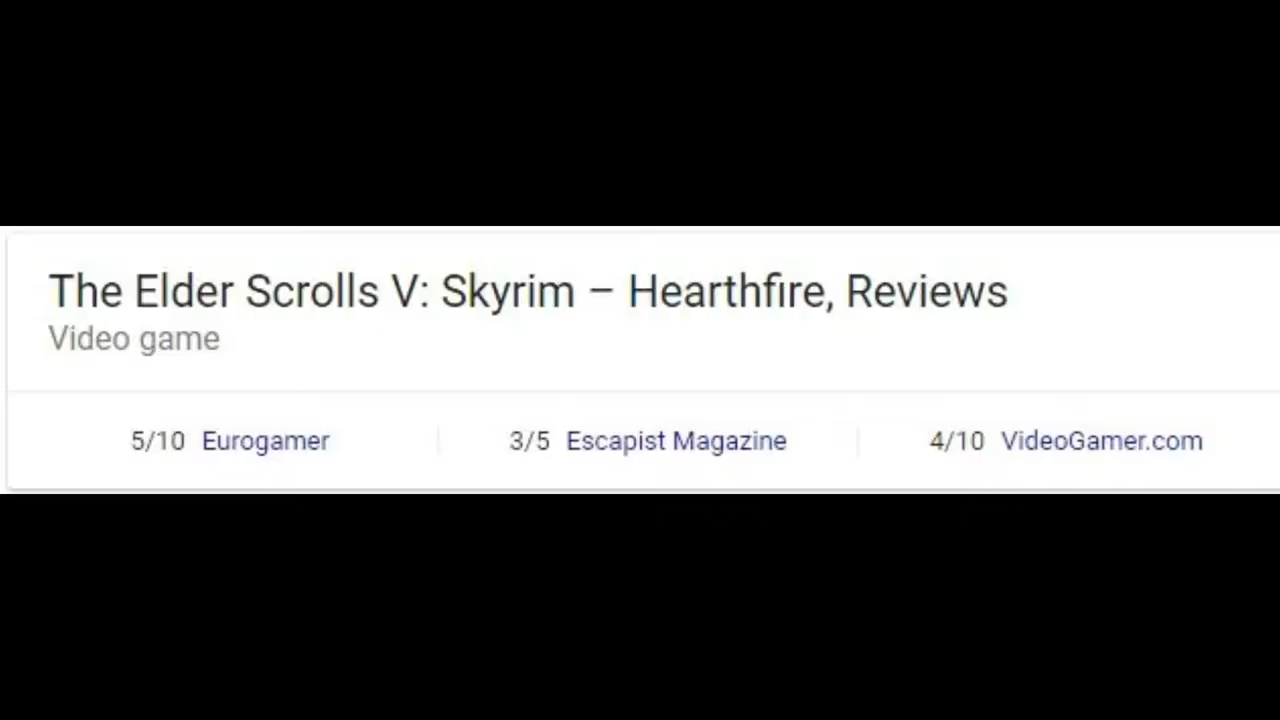 The Elder Scrolls V: Skyrim – Hearthfire, Reviews
Video game
5/10 Eurogamer 3/5 Escapist Magazine 4/10 VideoGamer.com